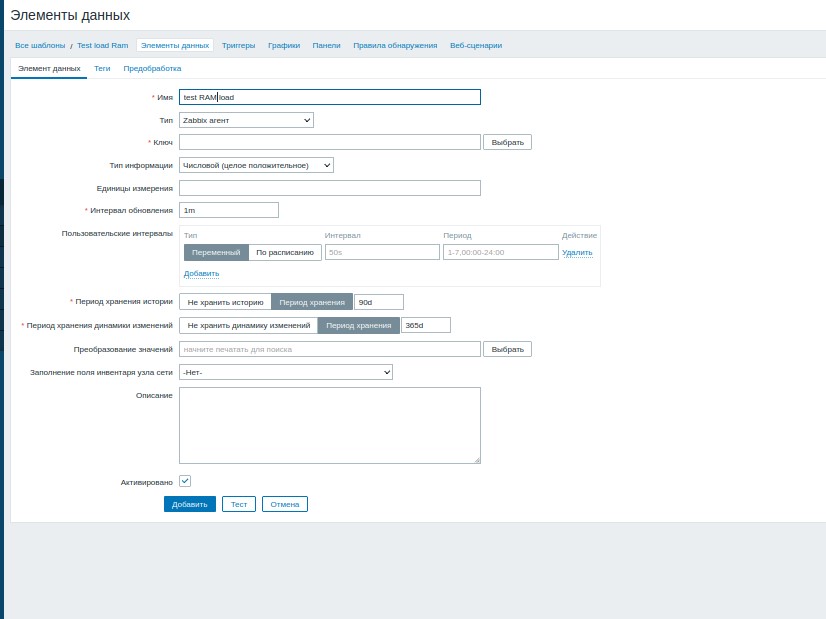 Элементы данных
Все шаблоны / Test load Ram Элементы данных Триггеры Графики Панели Правила обнаружения Веб-сценарии
Элемент данных Теги Предобработка
* Имя test RAM load
Тип Zabbix агент
* Ключ Выбрать
Тип информации Числовой (целое положительное)
Единицы измерения
* Интервал обновления 1m
Пользовательские интервалы Тип Интервал Период Действие
Переменный По расписанию 50s 1-7,00:00-24:00 Удалить
Добавить
* Период хранения истории Не хранить историю Период хранения 90d
* Период хранения динамики изменений Не хранить динамику изменений Период хранения 365d
Преобразование значений начните печатать для поиска Выбрать
Заполнение поля инвентаря узла сети -Нет-
Описание
Активировано
Добавить Тест Отмена